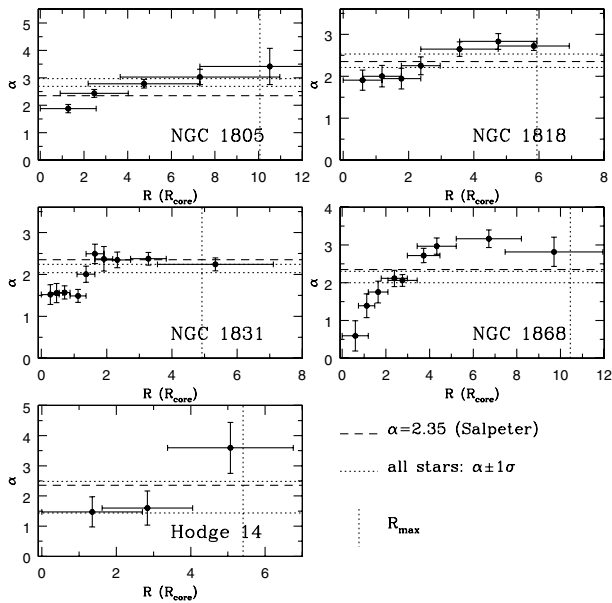 5
4
3
2
1
0
α
NGC 1805
0 2 4 6 8 10 12
R (R_core)
3
2
1
0
α
NGC 1818
0 2 4 6 8
R (R_core)
3
2
1
0
α
NGC 1831
0 2 4 6 8
R (R_core)
4
3
2
1
0
α
NGC 1868
0 2 4 6 8 10 12
R (R_core)
5
4
3
2
1
0
α
Hodge 14
0 2 4 6
R (R_core)
α=2.35 (Salpeter)
all stars: α±1σ
R_max